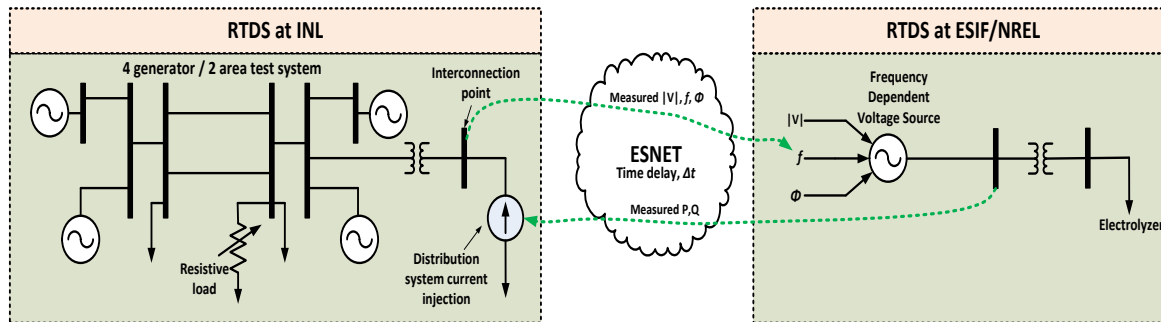 RTDS at INL
4 generator / 2 area test system
Interconnection
point
Resistive
load
Distribution
system current
injection
Measured |V|, f, Φ
ESNET
Time delay, Δt
Measured P,Q
RTDS at ESIF/NREL
Frequency
Dependent
Voltage Source
|V|
f
Φ
Electrolyzer